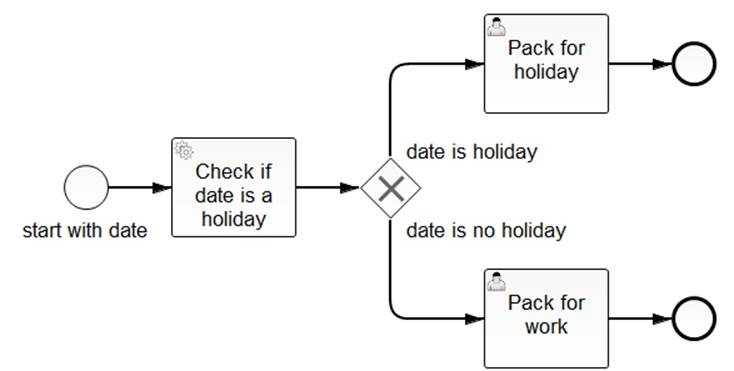 Pack for
holiday
date is holiday
Check if
date is a
holiday
start with date
date is no holiday
Pack for
work